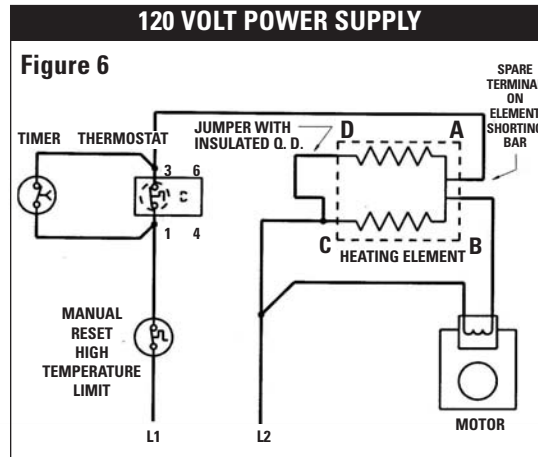 120 VOLT POWER SUPPLY
Figure 6
SPARE
TERMINAL
ON
ELEMENT
SHORTING
BAR
TIMER THERMOSTAT
JUMPER WITH
INSULATED Q. D.
D A
3 6
C
1 4
C B
HEATING ELEMENT
MANUAL
RESET
HIGH
TEMPERATURE
LIMIT
MOTOR
L1 L2